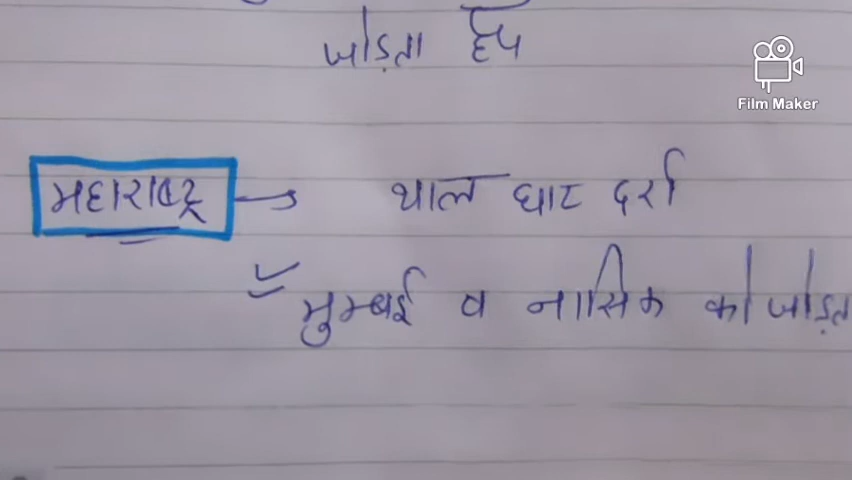 जोड़ता है
Film Maker
महाराष्ट्र → थाल घाट दर्रा
मुम्बई व नासिक को जोड़ता